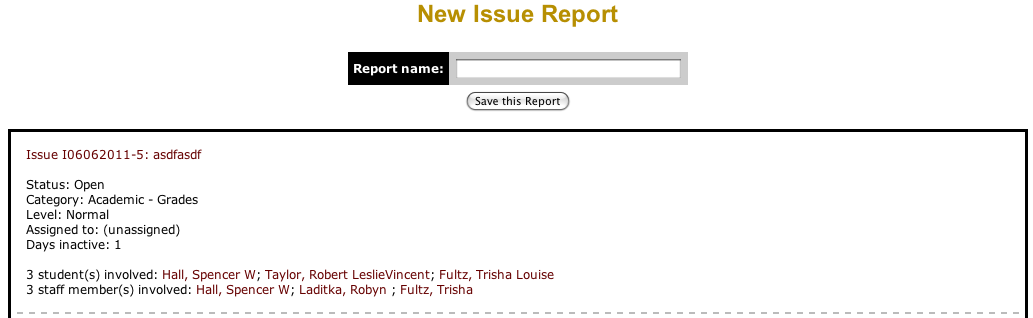 New Issue Report
Report name:
Save this Report
Issue I06062011-5: asdfasdf
Status: Open
Category: Academic - Grades
Level: Normal
Assigned to: (unassigned)
Days inactive: 1
3 student(s) involved: Hall, Spencer W; Taylor, Robert LeslieVincent; Fultz, Trisha Louise
3 staff member(s) involved: Hall, Spencer W; Laditka, Robyn ; Fultz, Trisha